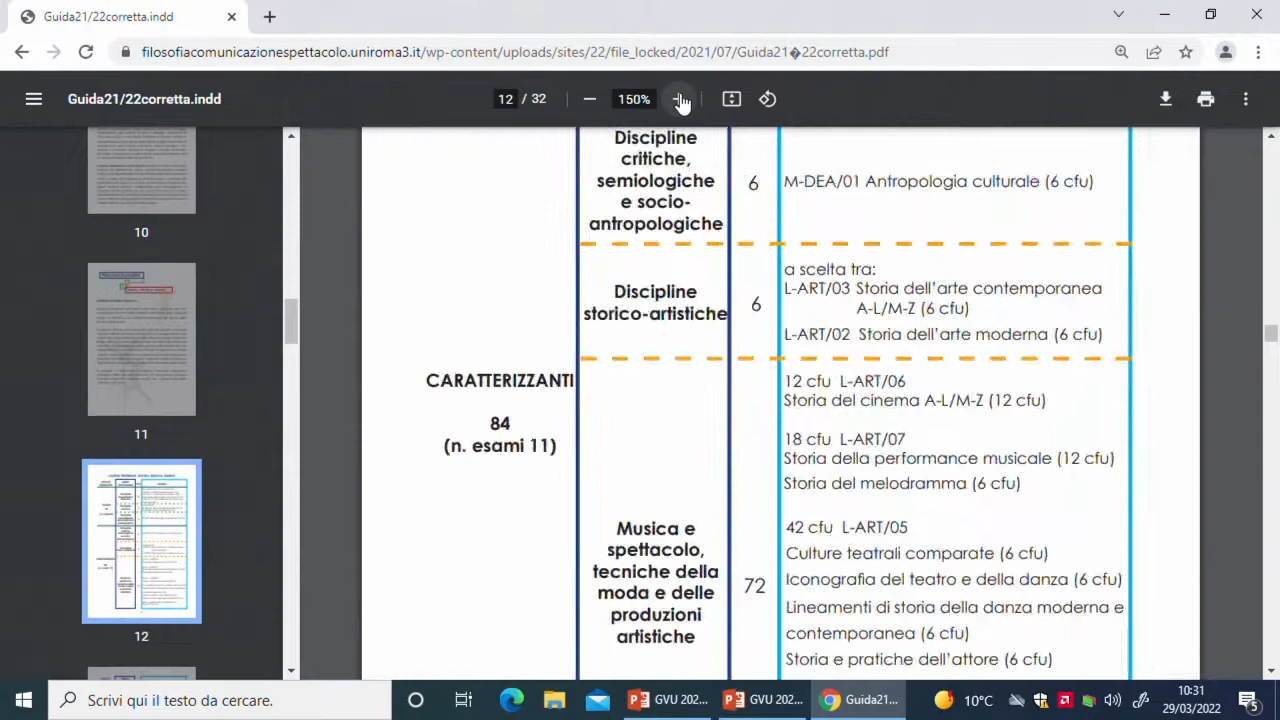 Guida21/22corretta.indd
filosofiacomunicazionespettacolo.uniroma3.it/wp-content/uploads/sites/22/file_locked/2021/07/Guida21�22corretta.pdf
Guida21/22corretta.indd
12 / 32
150%
10
11
12
Discipline
critiche,
semiologiche
e socio-
antropologiche
6
M-DEA/01 Antropologia culturale (6 cfu)
Discipline
storico-artistiche
6
a scelta tra:
L-ART/03 Storia dell'arte contemporanea
A-L/M-Z (6 cfu)
L-ART/02 Storia dell'arte moderna (6 cfu)
CARATTERIZZANTI
84
(n. esami 11)
Musica e
spettacolo,
tecniche della
moda e delle
produzioni
artistiche
72
12 cfu L-ART/06
Storia del cinema A-L/M-Z (12 cfu)
18 cfu L-ART/07
Storia della performance musicale (12 cfu)
Storia del melodramma (6 cfu)
42 cfu L-ART/05
Culture teatrali comparate (6 cfu)
Iconografia del teatro e della danza (6 cfu)
Lineamenti di storia della danza moderna e
contemporanea (6 cfu)
Storia e pratiche dell'attore (6 cfu)
Scrivi qui il testo da cercare.
GVU 202...
GVU 202...
Guida21...
10°C
10:31
29/03/2022
5